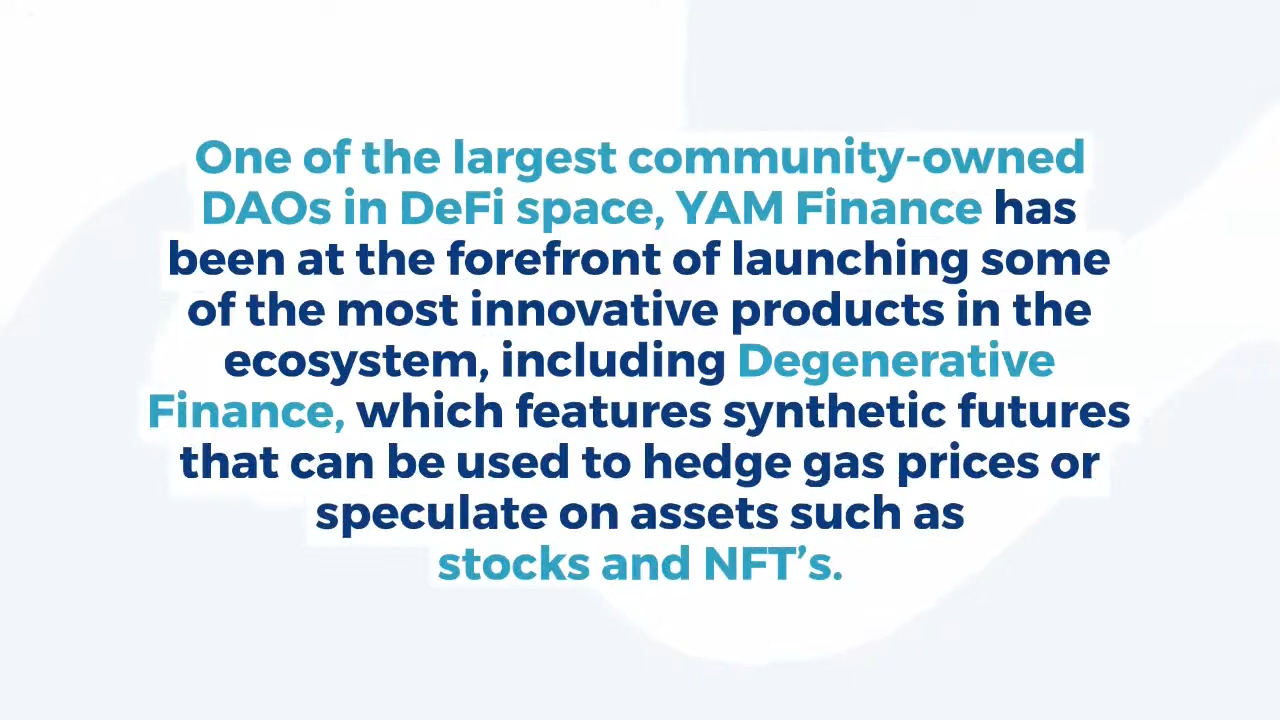 One of the largest community-owned
DAOs in DeFi space, YAM Finance has
been at the forefront of launching some
of the most innovative products in the
ecosystem, including Degenerative
Finance, which features synthetic futures
that can be used to hedge gas prices or
speculate on assets such as
stocks and NFT’s.